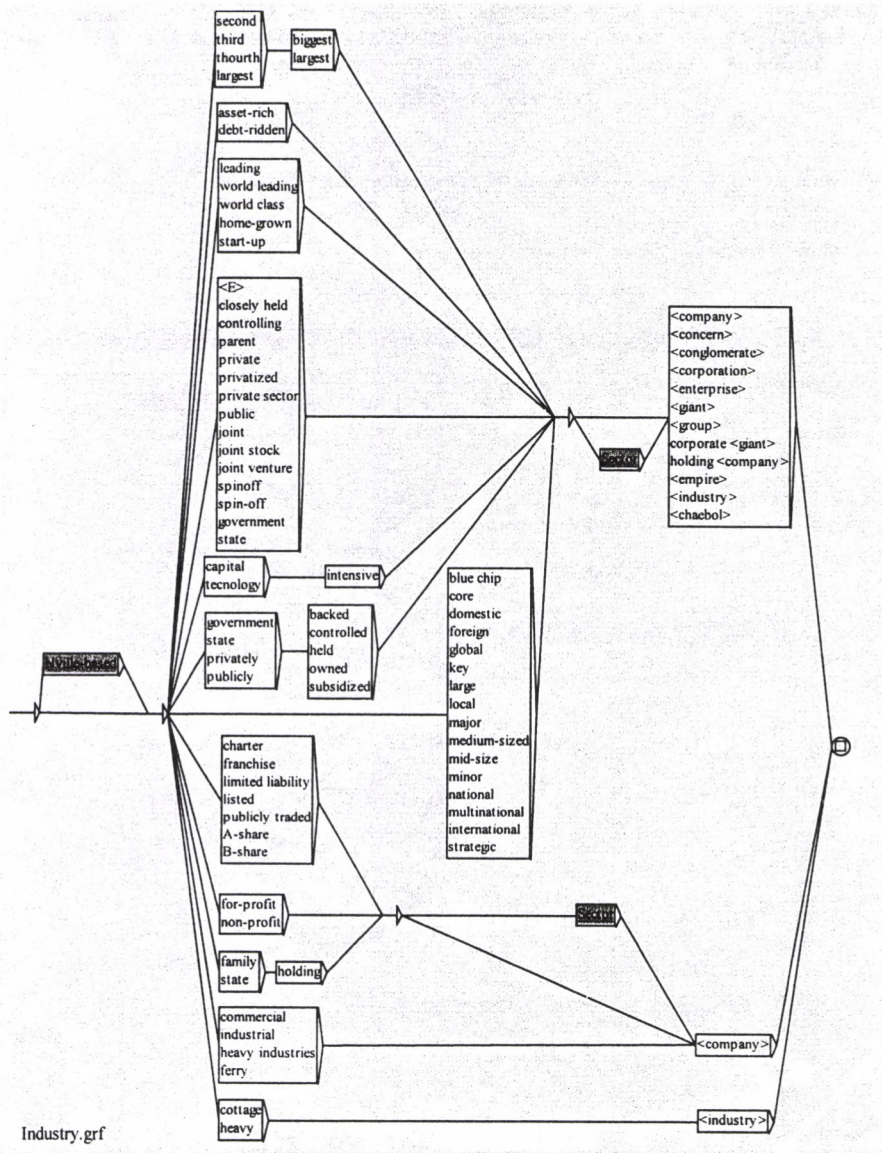 second
third
thourth
largest
biggest
largest
asset-rich
debt-ridden
leading
world leading
world class
home-grown
start-up
<E>
closely held
controlling
parent
private
privatized
private sector
public
joint
joint stock
joint venture
spinoff
spin-off
government
state
<company>
<concern>
<conglomerate>
<corporation>
<enterprise>
<giant>
<group>
corporate <giant>
holding <company>
<empire>
<industry>
<chaebol>
Sector
capital
tecnology
intensive
government
state
privately
publicly
backed
controlled
held
owned
subsidized
blue chip
core
domestic
foreign
global
key
large
local
major
medium-sized
mid-size
minor
national
multinational
international
strategic
NVille-based
charter
franchise
limited liability
listed
publicly traded
A-share
B-share
for-profit
non-profit
Sector
family
state
holding
commercial
industrial
heavy industries
ferry
<company>
cottage
heavy
<industry>
Industry.grf